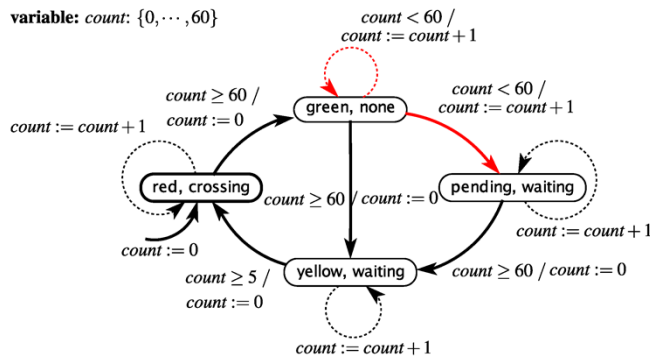 variable: count: {0, ⋯ , 60}
count < 60 /
count := count + 1
count ≥ 60 /
count := 0
green, none
count < 60 /
count := count + 1
count := count + 1
red, crossing
count ≥ 60 / count := 0
pending, waiting
count := 0
count := count + 1
count ≥ 5 /
count := 0
yellow, waiting
count ≥ 60 / count := 0
count := count + 1